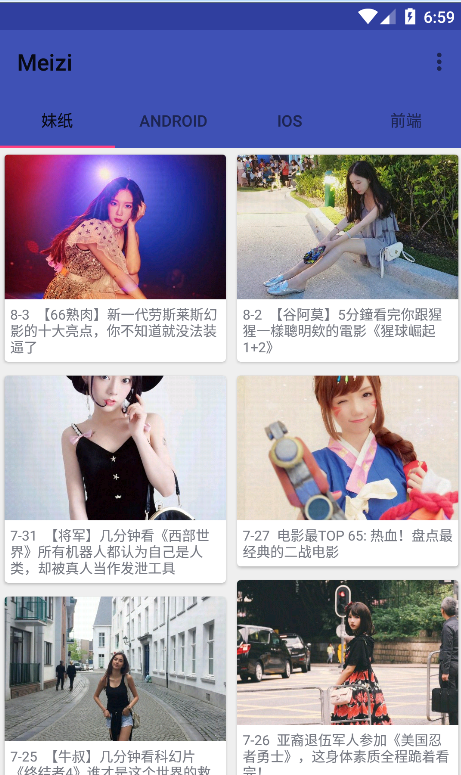 6:59
Meizi
妹纸 ANDROID IOS 前端
8-3 【66熟肉】新一代劳斯莱斯幻
影的十大亮点，你不知道就没法装
逼了
8-2 【谷阿莫】5分鐘看完你跟猩
猩一樣聰明欸的電影《猩球崛起
1+2》
7-31 【将军】几分钟看《西部世
界》所有机器人都认为自己是人
类，却被真人当作发泄工具
7-27 电影最TOP 65: 热血！盘点最
经典的二战电影
7-25 【牛叔】几分钟看科幻片
《终结者4》谁才是这个世界的救
7-26 亚裔退伍军人参加《美国忍
者勇士》，这身体素质全程跪着看
完！